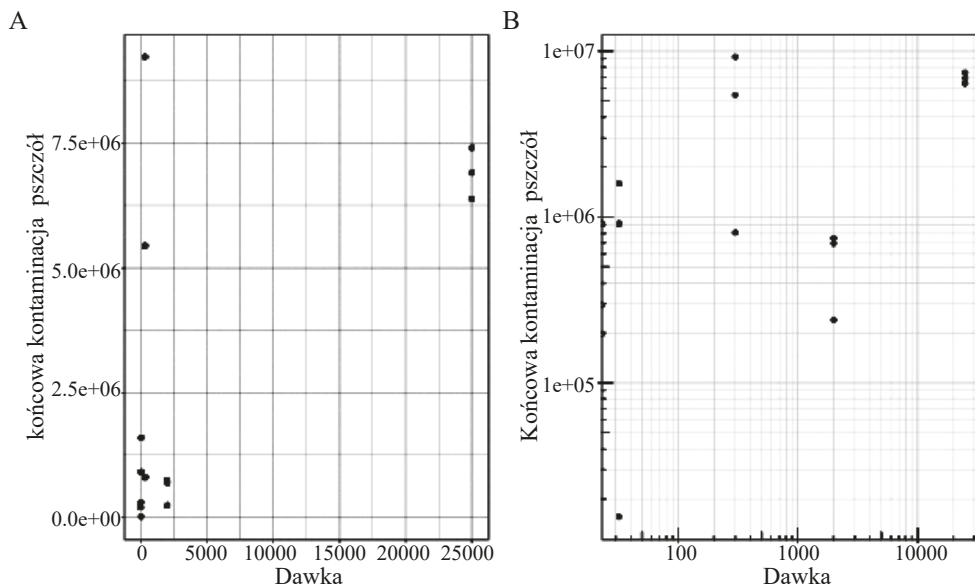 A
B
końcowa kontaminacja pszczół
7.5e+06
5.0e+06
2.5e+06
0.0e+00
0 5000 10000 15000 20000 25000
Dawka
Końcowa kontaminacja pszczół
1e+07
1e+06
1e+05
100 1000 10000
Dawka